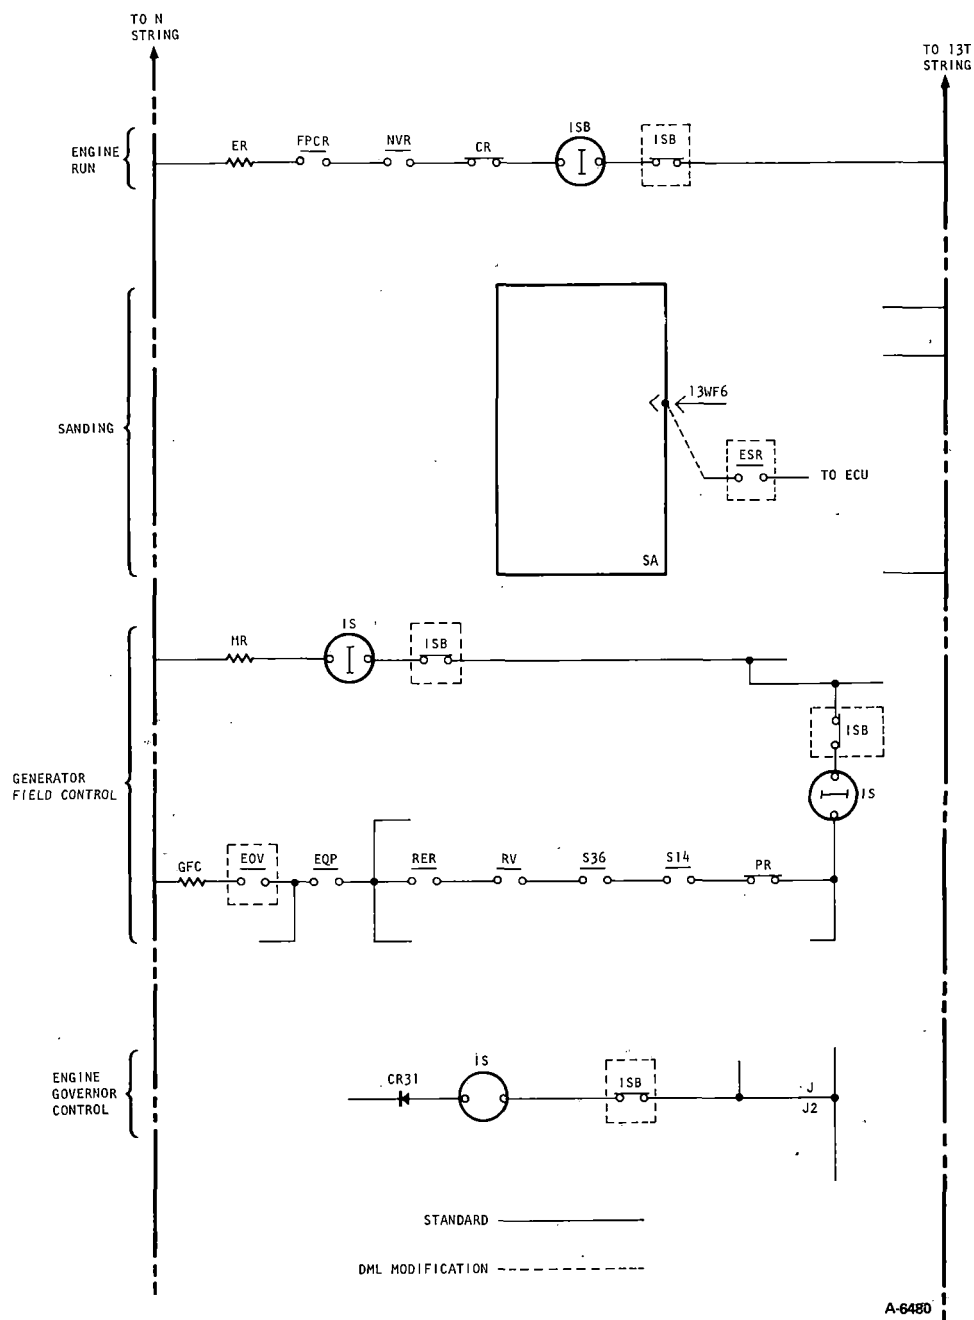 TO N
STRING
TO 13T
STRING
ENGINE
RUN
ER
FPCR
NVR
CR
ISB
ISB
SANDING
13WF6
ESR
TO ECU
SA
GENERATOR
FIELD CONTROL
MR
IS
ISB
ISB
IS
GFC
EOV
EQP
RER
RV
S36
S14
PR
ENGINE
GOVERNOR
CONTROL
CR31
IS
ISB
J
J2
STANDARD
DML MODIFICATION
A-6480